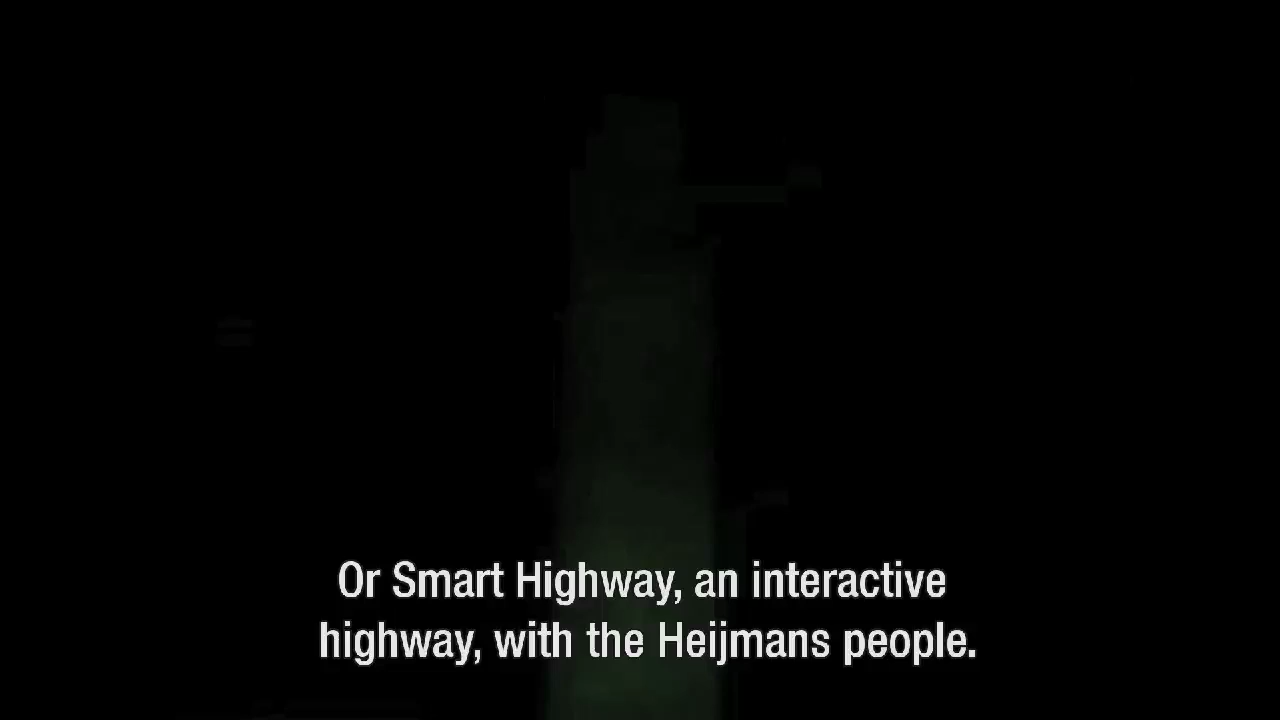 Or Smart Highway, an interactive
highway, with the Heijmans people.